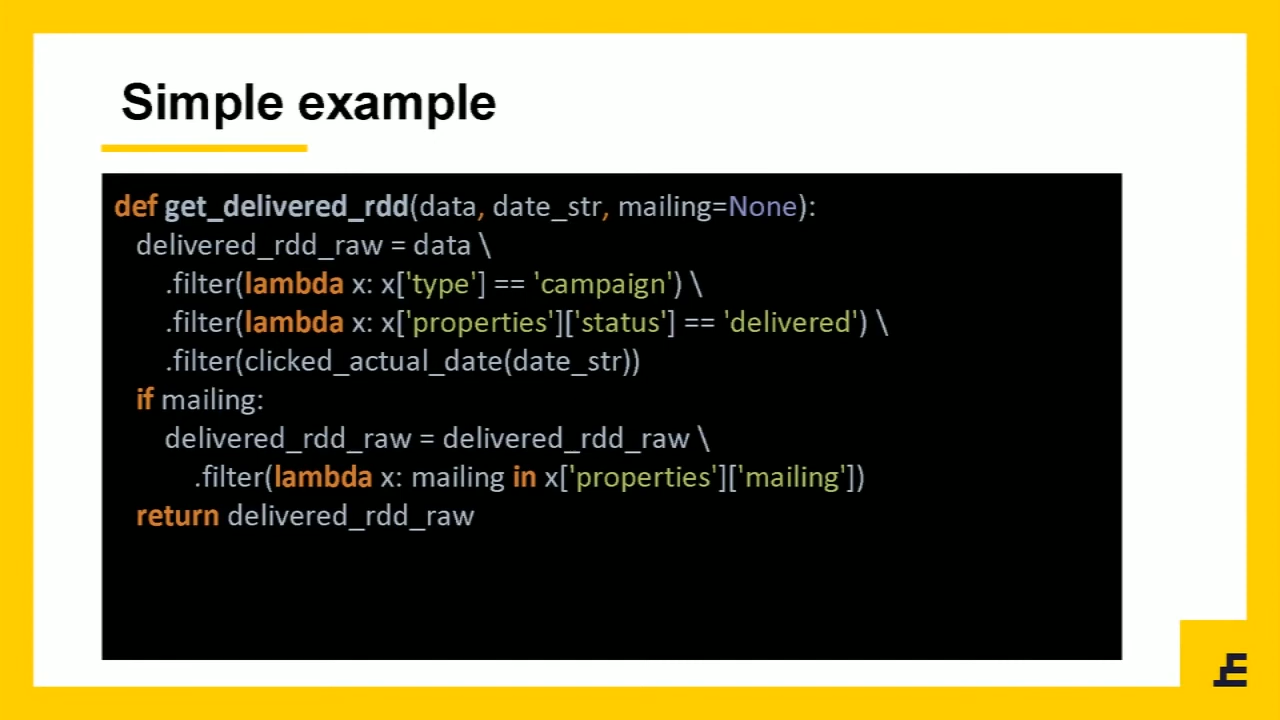 Simple example
def get_delivered_rdd(data, date_str, mailing=None):
delivered_rdd_raw = data \
.filter(lambda x: x['type'] == 'campaign') \
.filter(lambda x: x['properties']['status'] == 'delivered') \
.filter(clicked_actual_date(date_str))
if mailing:
delivered_rdd_raw = delivered_rdd_raw \
.filter(lambda x: mailing in x['properties']['mailing'])
return delivered_rdd_raw